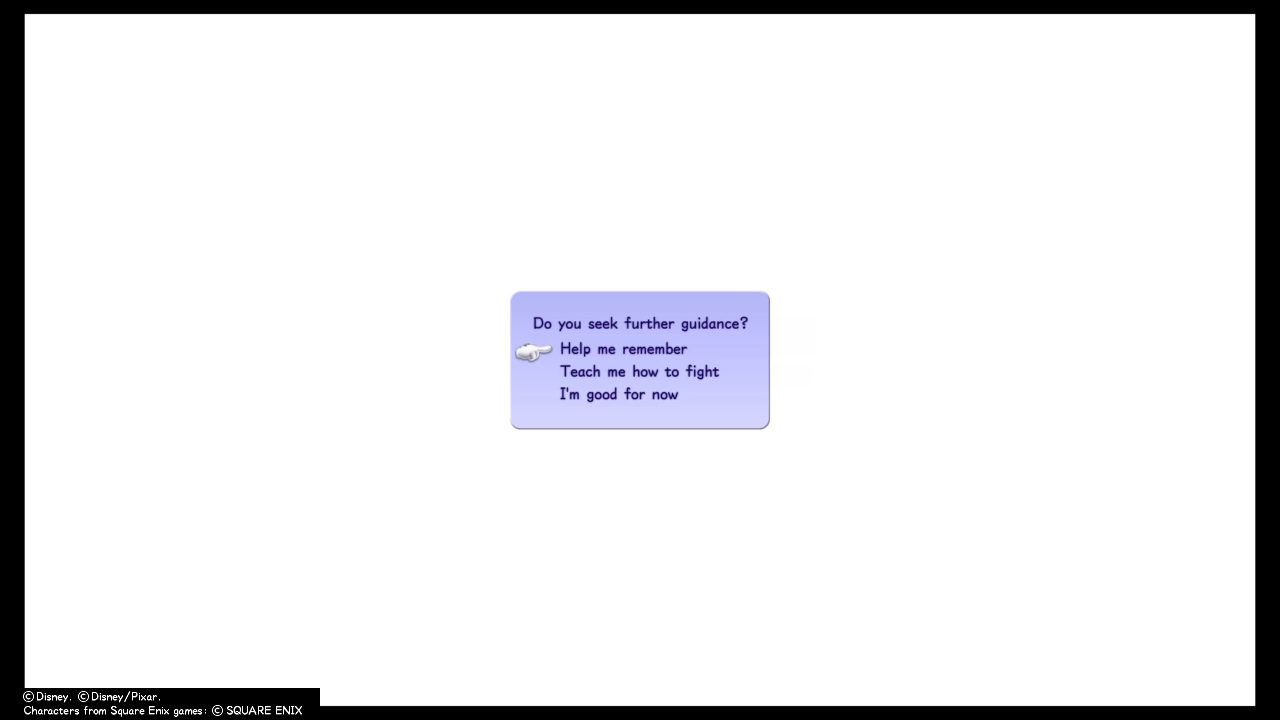 Do you seek further guidance?
Help me remember
Teach me how to fight
I'm good for now
©Disney. ©Disney/Pixar.
Characters from Square Enix games: © SQUARE ENIX